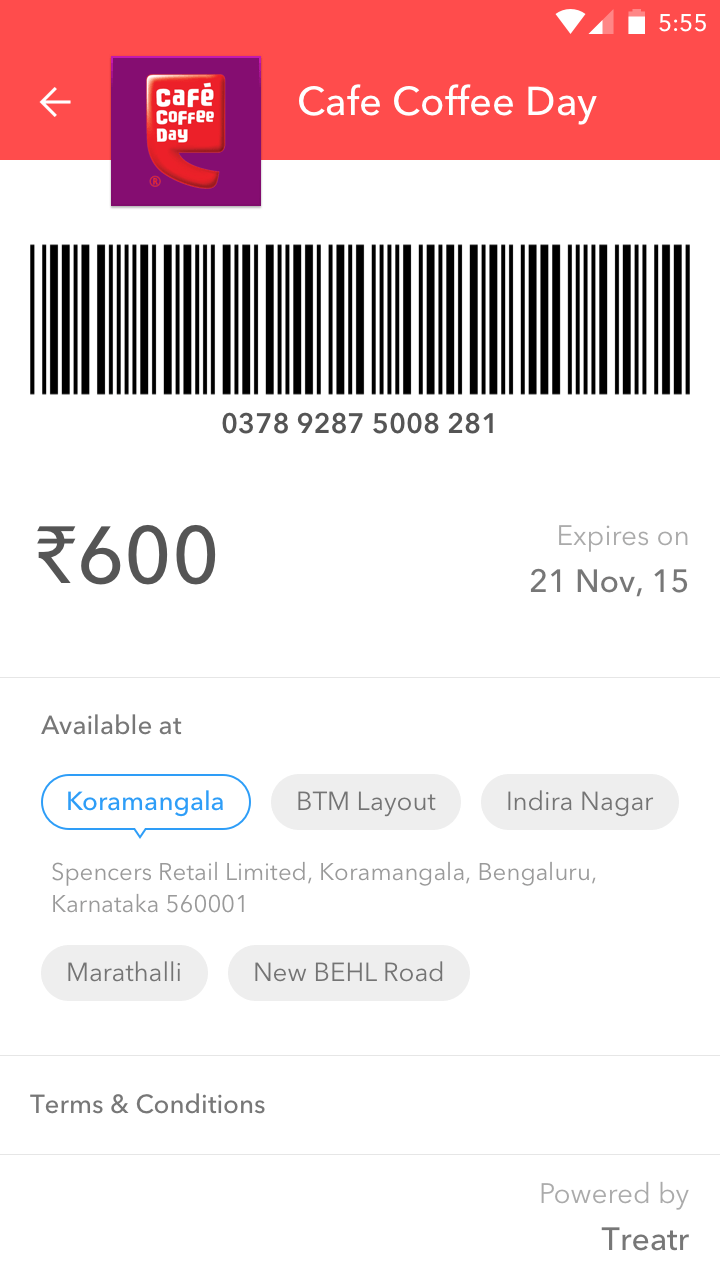 5:55
Café
Coffee
Day
®
Cafe Coffee Day
0378 9287 5008 281
₹600
Expires on
21 Nov, 15
Available at
Koramangala
BTM Layout
Indira Nagar
Spencers Retail Limited, Koramangala, Bengaluru,
Karnataka 560001
Marathalli
New BEHL Road
Terms & Conditions
Powered by
Treatr